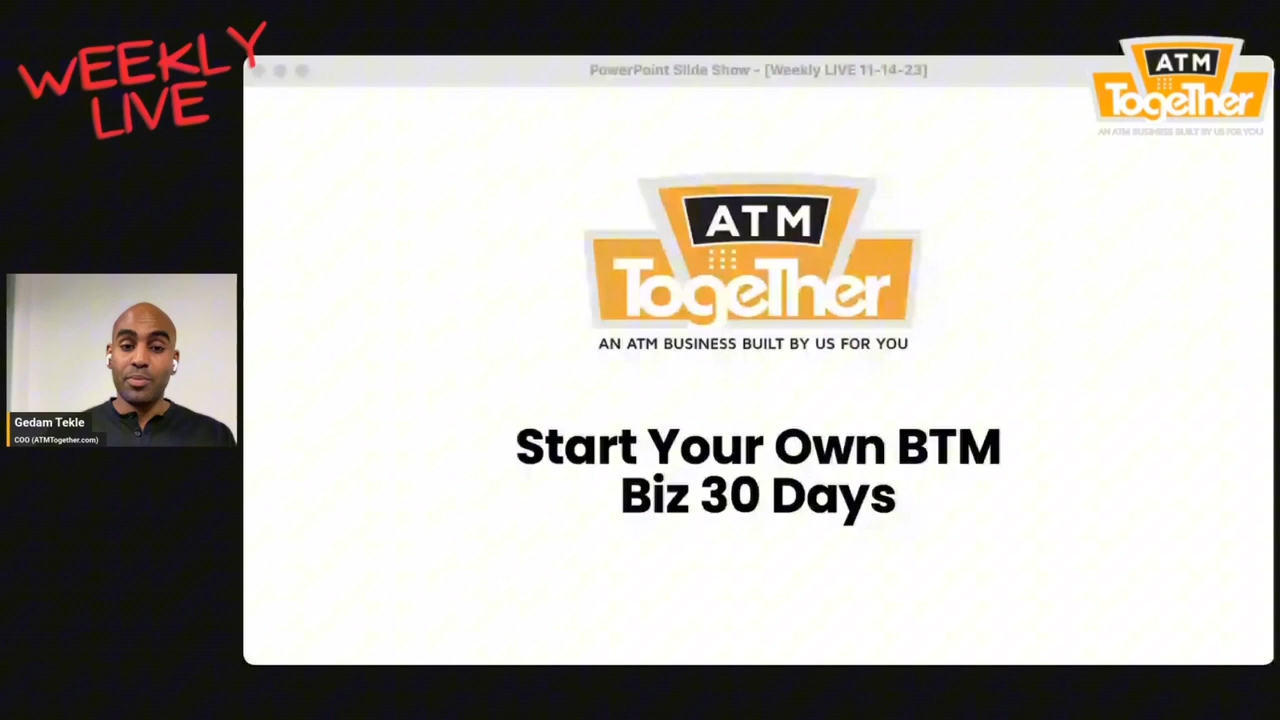 WEEKLY
LIVE
PowerPoint Slide Show - [Weekly LIVE 11-14-23]
ATM
TogeTher
AN ATM BUSINESS BUILT BY US FOR YOU
ATM
TogeTher
AN ATM BUSINESS BUILT BY US FOR YOU
Gedam Tekle
COO (ATMTogether.com)
Start Your Own BTM
Biz 30 Days